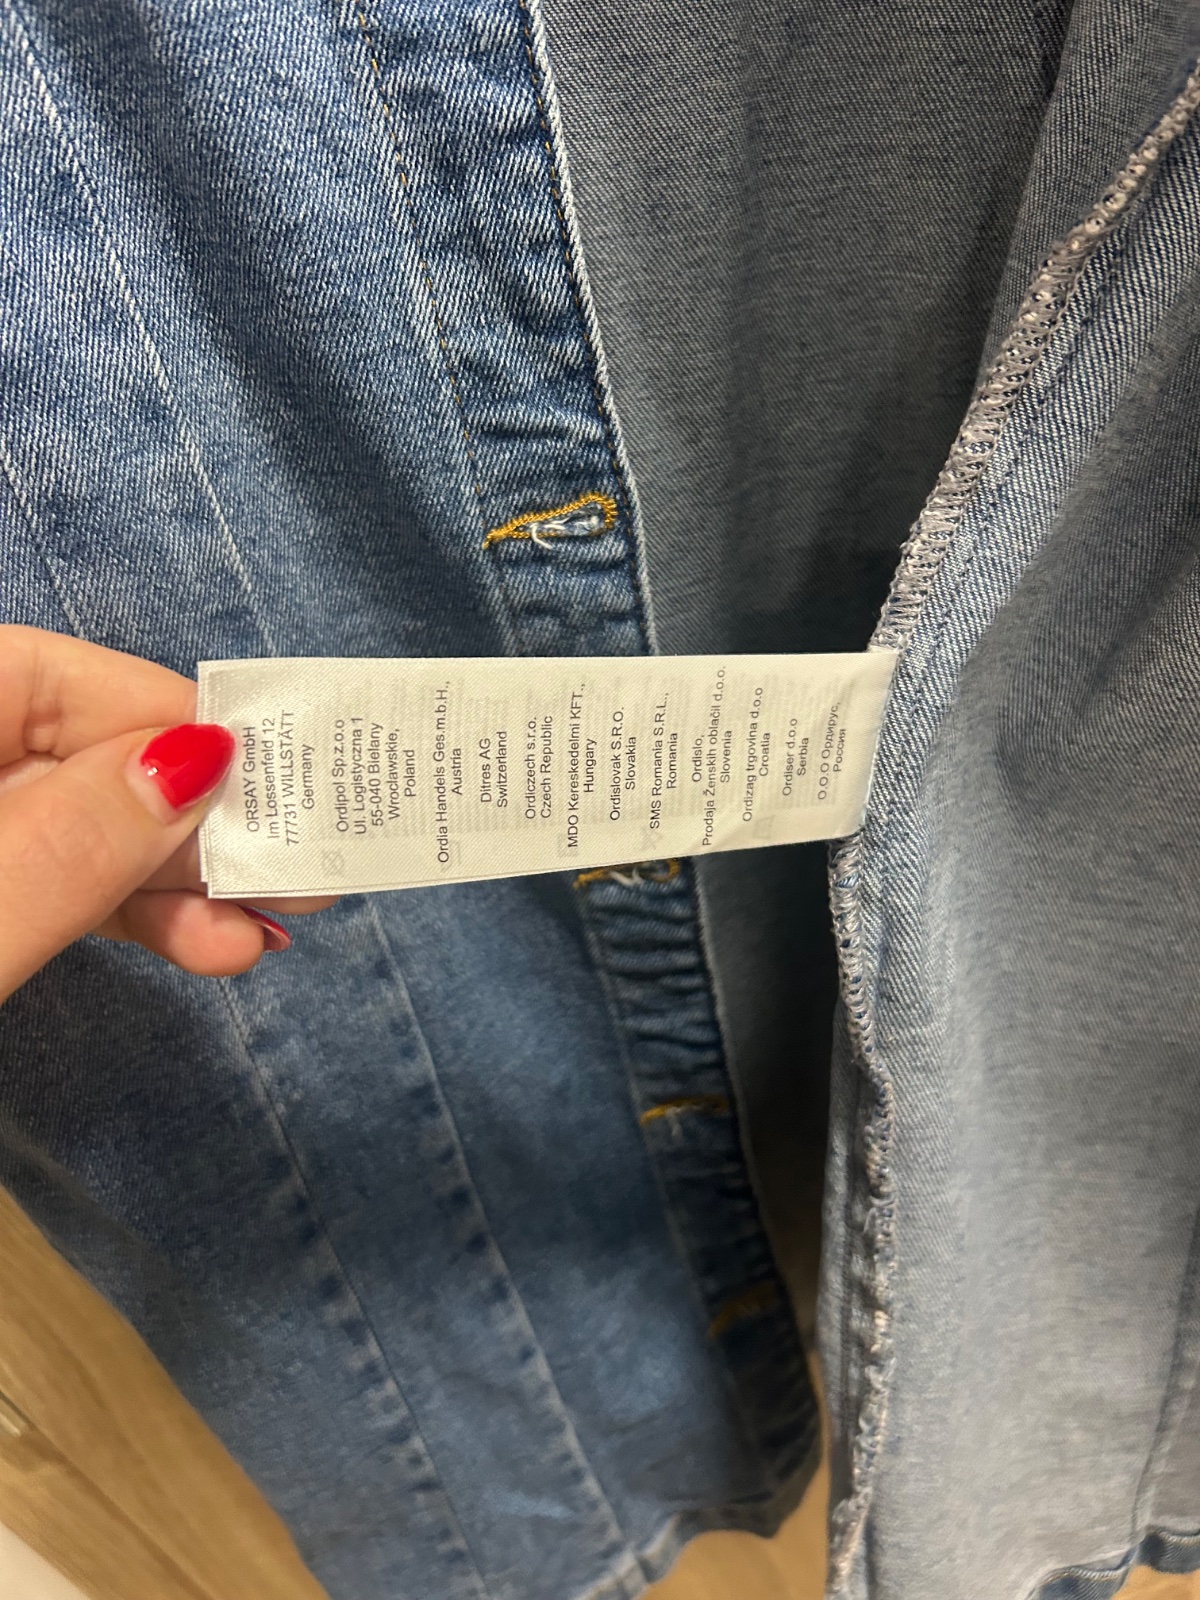 ORSAY GmbH
Im Lossenfeld 12
77731 WILLSTÄTT
Germany
Ordipol Sp.z.o.o
Ul. Logistyczna 1
55-040 Bielany
Wrocławskie,
Poland
Ordia Handels Ges.m.b.H.,
Austria
Ditres AG
Switzerland
Ordiczech s.r.o.
Czech Republic
MDO Kereskedelmi KFT.,
Hungary
Ordislovak S.R.O.
Slovakia
SMS Romania S.R.L.,
Romania
Ordislo,
Prodaja Ženskih oblačil d.o.o.
Slovenia
Ordizag trgovina d.o.o
Croatia
Ordiser d.o.o
Serbia
О.О.О Ордирус,
Россия